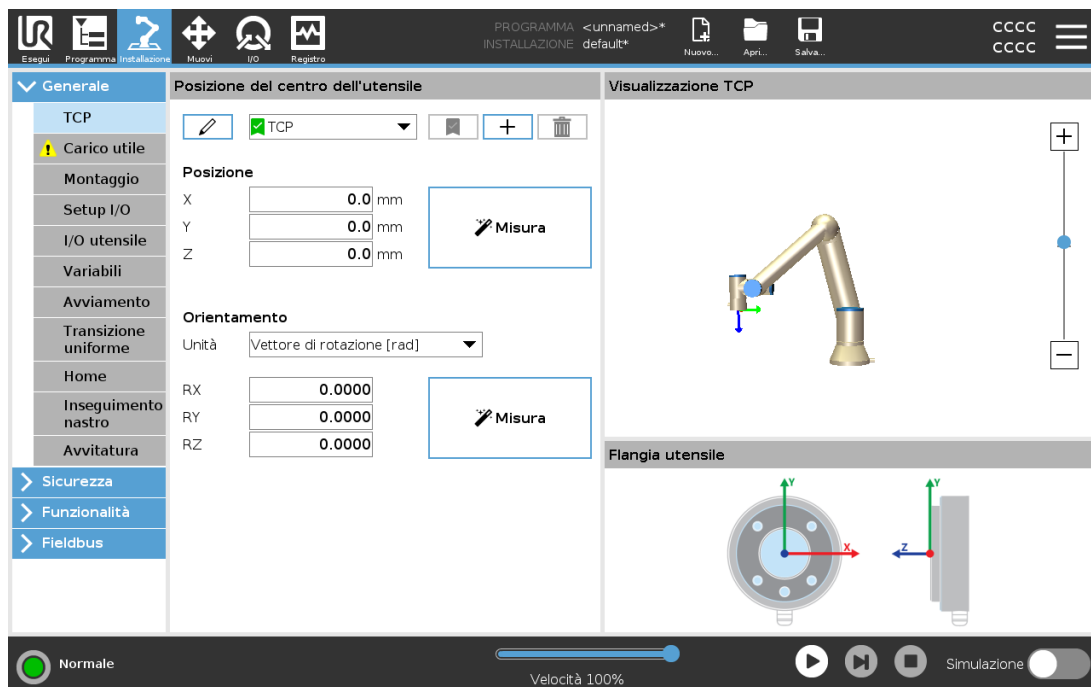 PROGRAMMA <unnamed>*
INSTALLAZIONE default*
UR
Esegui
Programma
Installazione
Muovi
I/O
Registro
Nuovo...
Apri...
Salva...
CCCC
CCCC
Generale
TCP
Carico utile
Montaggio
Setup I/O
I/O utensile
Variabili
Avviamento
Transizione
uniforme
Home
Inseguimento
nastro
Avvitatura
Sicurezza
Funzionalità
Fieldbus
Posizione del centro dell'utensile
TCP
Posizione
X 0.0 mm
Y 0.0 mm
Z 0.0 mm
Misura
Orientamento
Unità Vettore di rotazione [rad]
RX 0.0000
RY 0.0000
RZ 0.0000
Misura
Visualizzazione TCP
Flangia utensile
Y
X
Y
Z
Normale
Velocità 100%
Simulazione